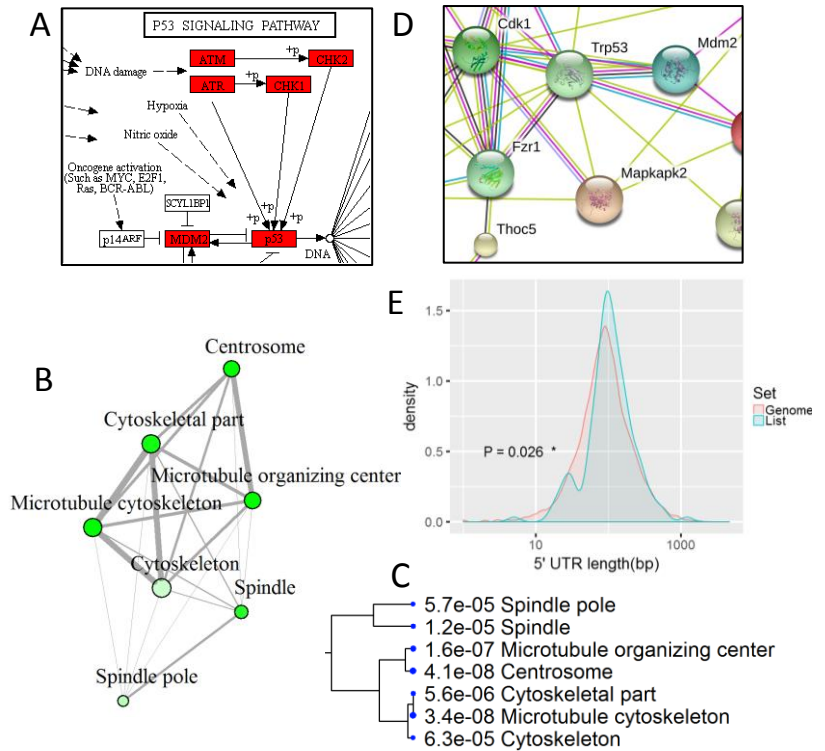 A
P53 SIGNALING PATHWAY
ATM
+p
CHK2
DNA damage
ATR
+p
CHK1
Hypoxia
Nitric oxide
Oncogene activation
(Such as MYC, E2F1,
Ras, BCR-ABL)
SCYL1BP1
+p
+p
+p
p14ARF
MDM2
p53
DNA
D
Cdk1
Trp53
Mdm2
Fzr1
Mapkapk2
Thoc5
B
Centrosome
Cytoskeletal part
Microtubule organizing center
Microtubule cytoskeleton
Cytoskeleton
Spindle
Spindle pole
E
1.5
1.0
0.5
0.0
density
P = 0.026 *
10
1000
5' UTR length(bp)
Set
Genome
List
C
5.7e-05 Spindle pole
1.2e-05 Spindle
1.6e-07 Microtubule organizing center
4.1e-08 Centrosome
5.6e-06 Cytoskeletal part
3.4e-08 Microtubule cytoskeleton
6.3e-05 Cytoskeleton